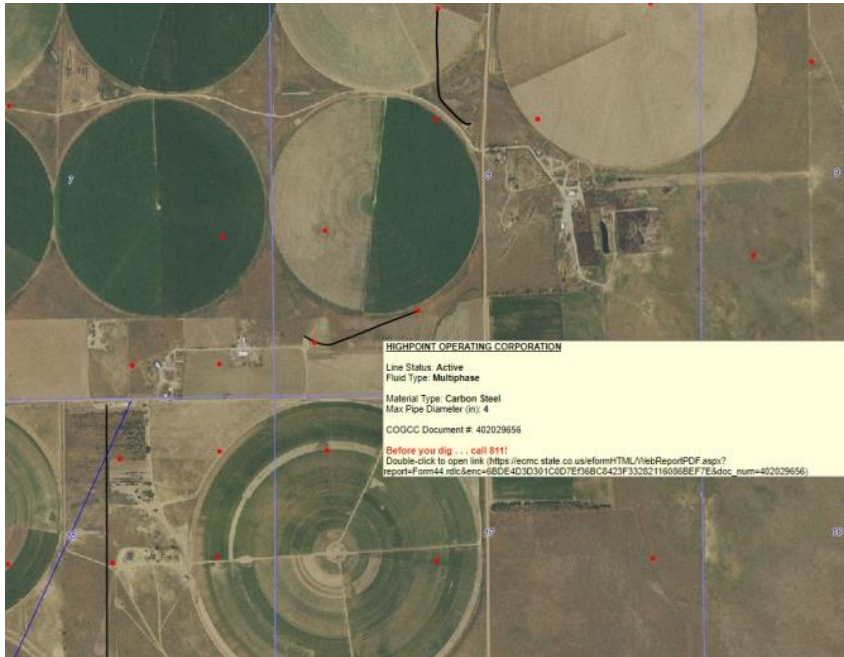 7
8
9
HIGHPOINT OPERATING CORPORATION
Line Status: Active
Fluid Type: Multiphase
Material Type: Carbon Steel
Max Pipe Diameter (in): 4
COGCC Document #: 402029656
Before you dig . . . call 811!
Double-click to open link (https://ecmc.state.co.us/eformHTML/WebReportPDF.aspx?
report=Form44.rdlc&enc=6BDE4D3D301C0D7Ef36BC8423F33282116086BEF7E&doc_num=402029656)
17